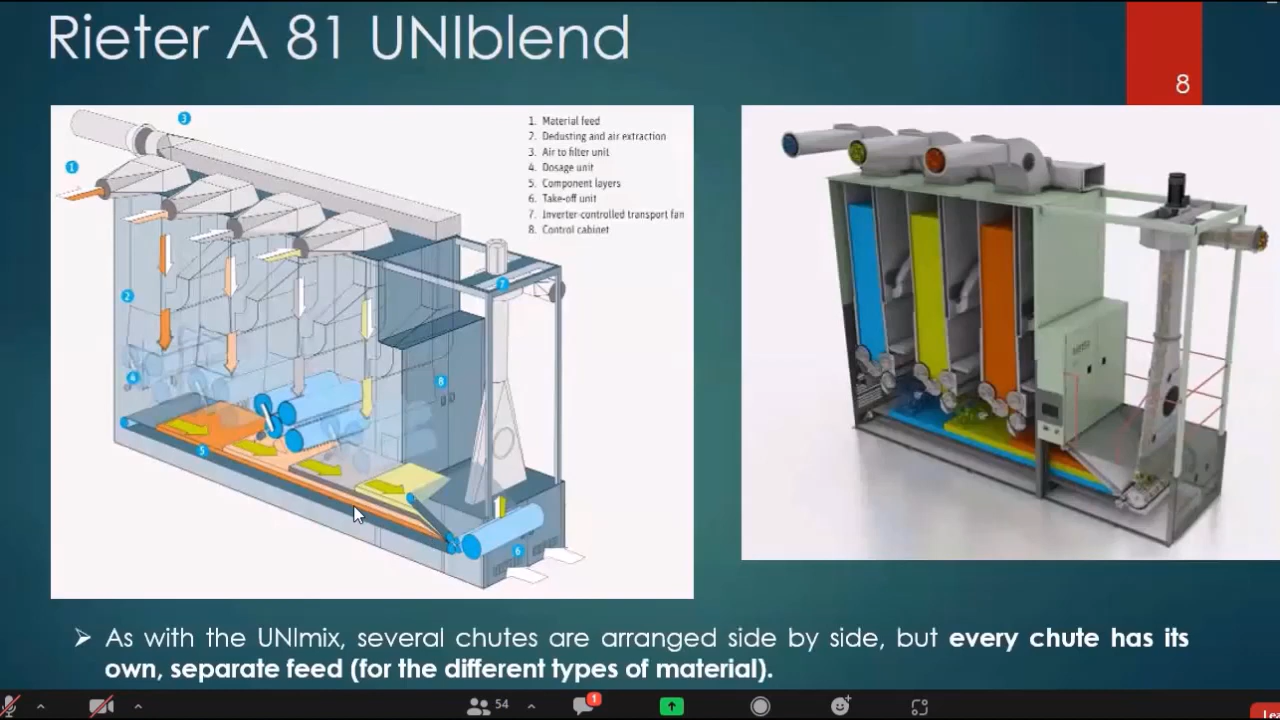 Rieter A 81 UNIblend
8
3
1
1. Material feed
2. Dedusting and air extraction
3. Air to filter unit
4. Dosage unit
5. Component layers
6. Take-off unit
7. Inverter-controlled transport fan
8. Control cabinet
7
2
4
8
5
6
➢ As with the UNImix, several chutes are arranged side by side, but every chute has its
own, separate feed (for the different types of material).
54
1